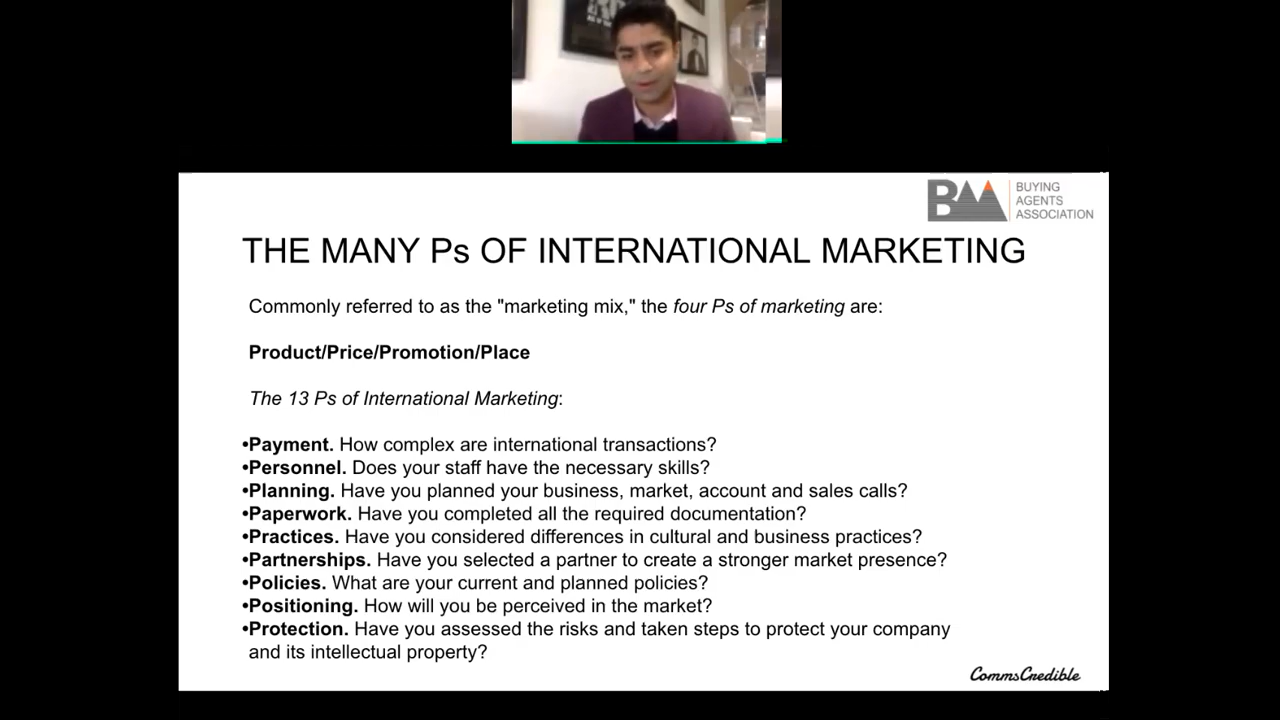 BAA
BUYING
AGENTS
ASSOCIATION
THE MANY Ps OF INTERNATIONAL MARKETING
Commonly referred to as the "marketing mix," the four Ps of marketing are:
Product/Price/Promotion/Place
The 13 Ps of International Marketing:
•Payment. How complex are international transactions?
•Personnel. Does your staff have the necessary skills?
•Planning. Have you planned your business, market, account and sales calls?
•Paperwork. Have you completed all the required documentation?
•Practices. Have you considered differences in cultural and business practices?
•Partnerships. Have you selected a partner to create a stronger market presence?
•Policies. What are your current and planned policies?
•Positioning. How will you be perceived in the market?
•Protection. Have you assessed the risks and taken steps to protect your company
and its intellectual property?
CommsCredible